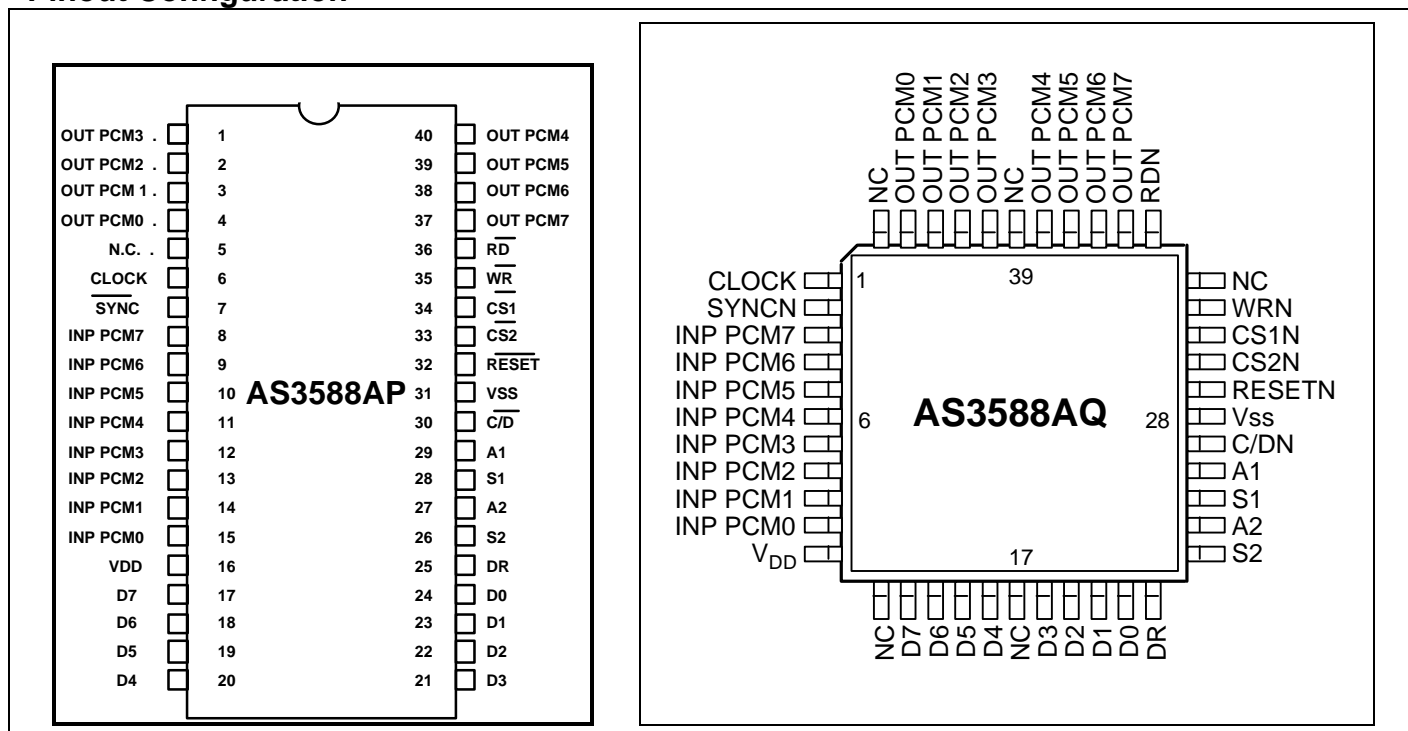 Pinout Configuration
OUT PCM3 . 1 40 OUT PCM4
OUT PCM2 . 2 39 OUT PCM5
OUT PCM 1 . 3 38 OUT PCM6
OUT PCM0 . 4 37 OUT PCM7
N.C. . 5 36 RD
CLOCK 6 35 WR
SYNC 7 34 CS1
INP PCM7 8 33 CS2
INP PCM6 9 32 RESET
INP PCM5 10 AS3588AP 31 VSS
INP PCM4 11 30 C/D
INP PCM3 12 29 A1
INP PCM2 13 28 S1
INP PCM1 14 27 A2
INP PCM0 15 26 S2
VDD 16 25 DR
D7 17 24 D0
D6 18 23 D1
D5 19 22 D2
D4 20 21 D3
NC
OUT PCM0
OUT PCM1
OUT PCM2
OUT PCM3
NC
OUT PCM4
OUT PCM5
OUT PCM6
OUT PCM7
RDN
CLOCK 1 39 NC
SYNCN WRN
INP PCM7 CS1N
INP PCM6 CS2N
INP PCM5 RESETN
INP PCM4 6 AS3588AQ 28 Vss
INP PCM3 C/DN
INP PCM2 A1
INP PCM1 S1
INP PCM0 A2
VDD 17 S2
NC
D7
D6
D5
D4
NC
D3
D2
D1
D0
DR